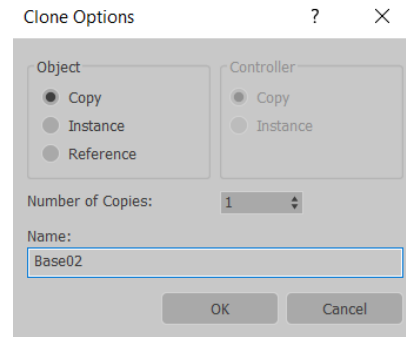 Clone Options ? ×
Object Controller
Copy Copy
Instance Instance
Reference
Number of Copies: 1
Name:
Base02
OK Cancel